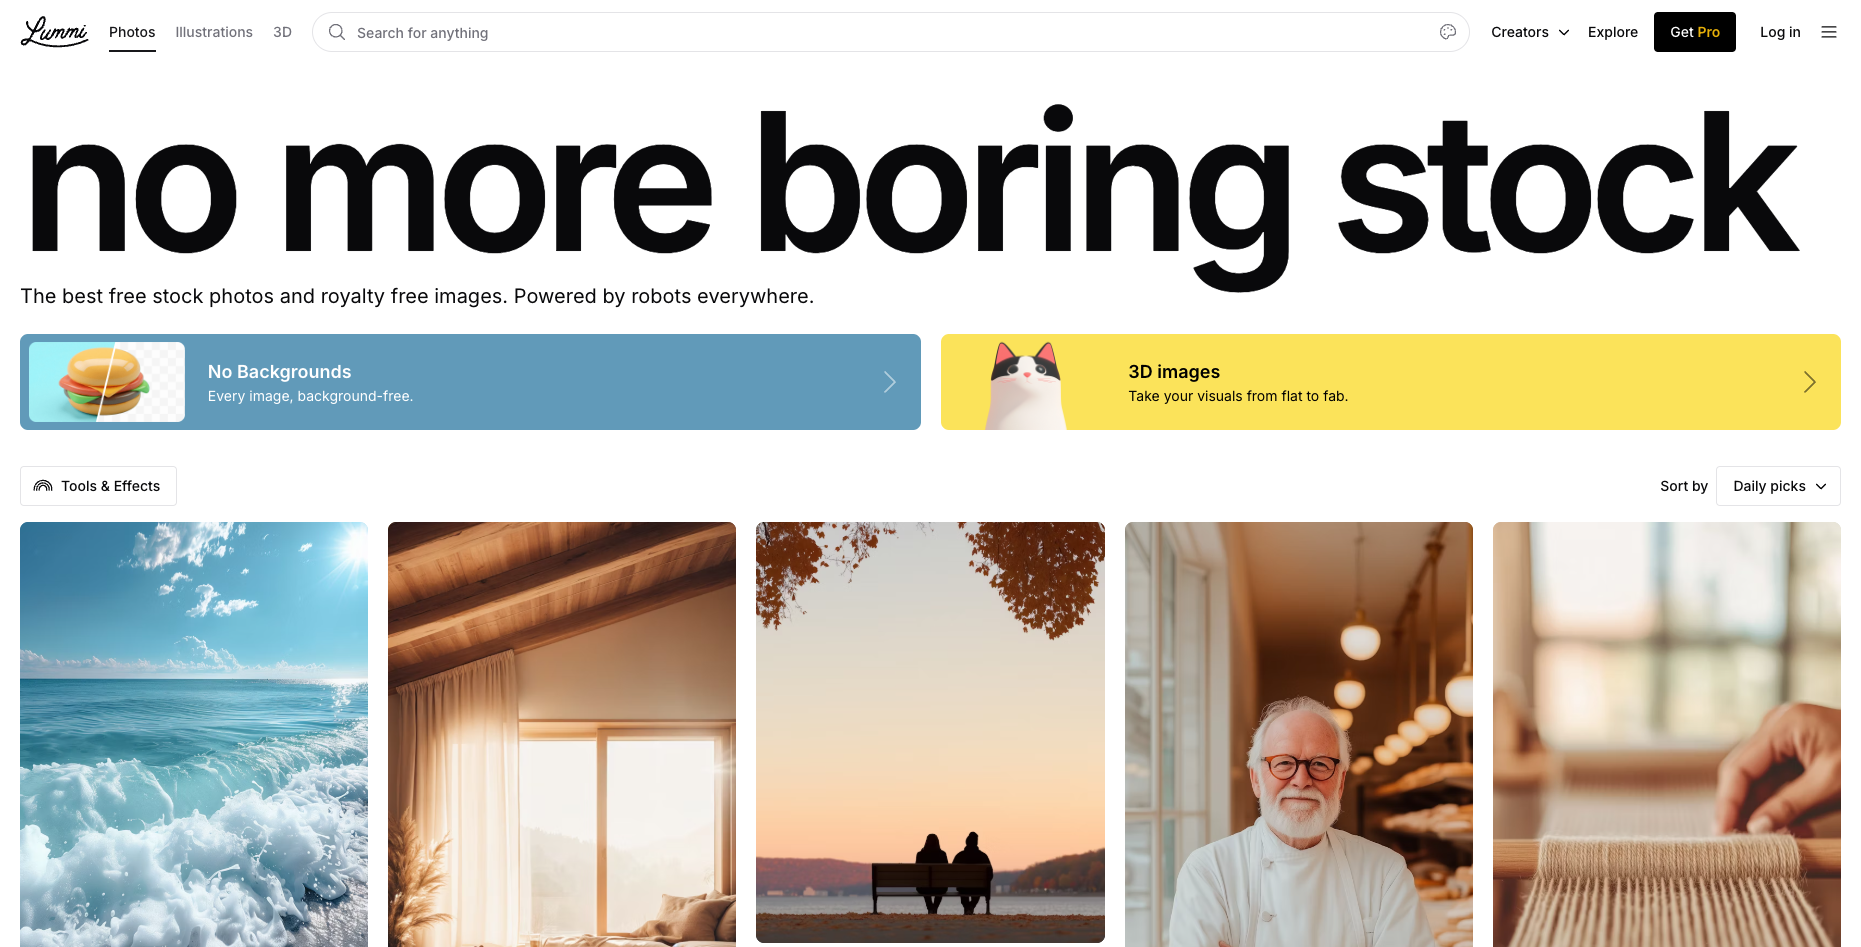 Lummi
Photos
Illustrations
3D
Search for anything
Creators
Explore
Get Pro
Log in
no more boring stock
The best free stock photos and royalty free images. Powered by robots everywhere.
No Backgrounds
Every image, background-free.
3D images
Take your visuals from flat to fab.
Tools & Effects
Sort by
Daily picks